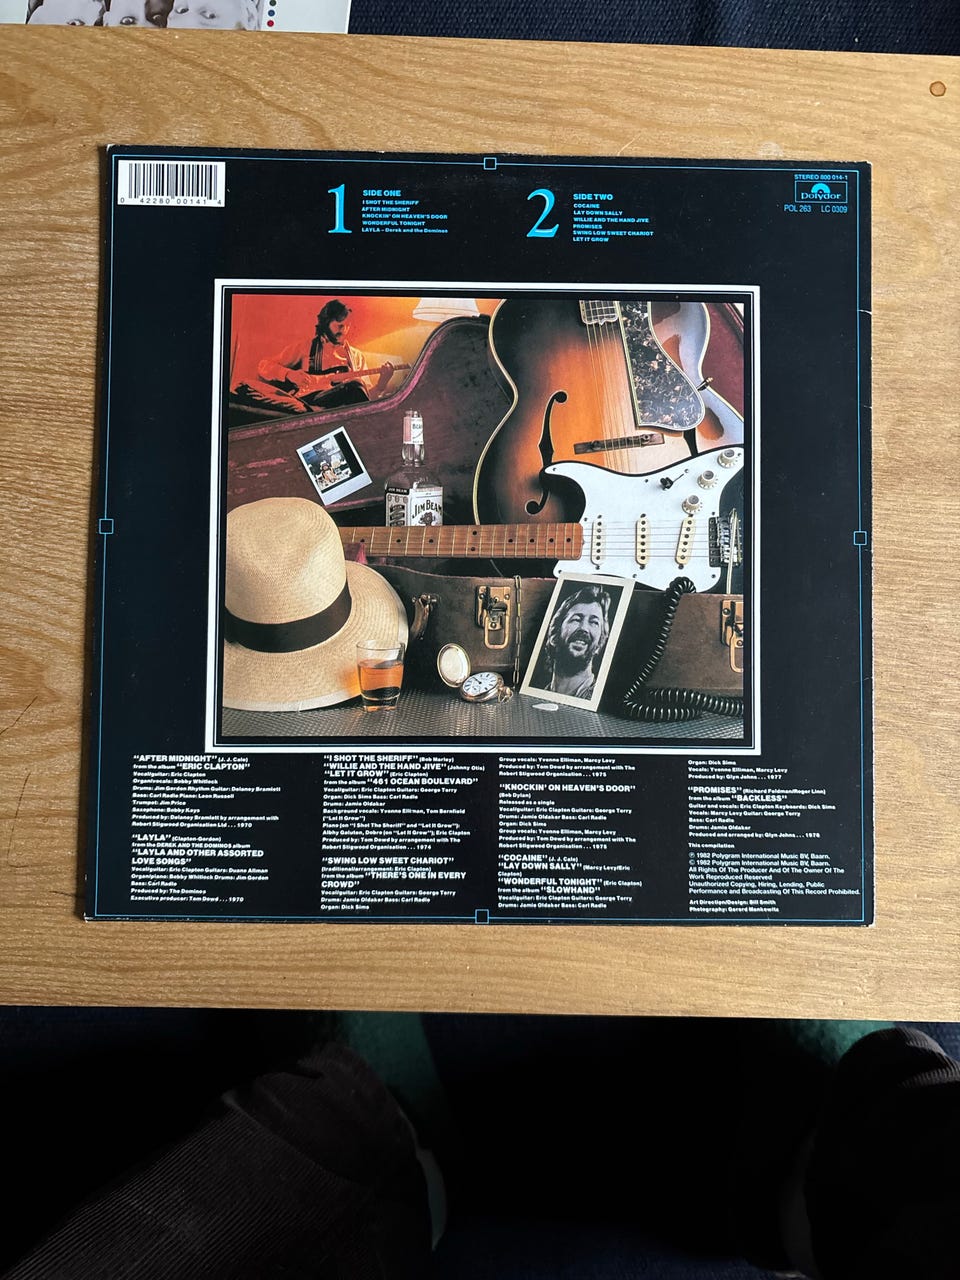 0 42280 00141 4
1
SIDE ONE
I SHOT THE SHERIFF
AFTER MIDNIGHT
KNOCKIN' ON HEAVEN'S DOOR
WONDERFUL TONIGHT
LAYLA – Derek and the Dominos
2
SIDE TWO
COCAINE
LAY DOWN SALLY
WILLIE AND THE HAND JIVE
PROMISES
SWING LOW SWEET CHARIOT
LET IT GROW
STEREO 800 014-1
Polydor
POL 263 LC 0309
JIM BEAM
"AFTER MIDNIGHT" (J. J. Cale)
from the album "ERIC CLAPTON"
Vocal/guitar: Eric Clapton
Organ/vocals: Bobby Whitlock
Drums: Jim Gordon Rhythm Guitar: Delaney Bramlett
Bass: Carl Radle Piano: Leon Russell
Trumpet: Jim Price
Saxophone: Bobby Keys
Produced by: Delaney Bramlett by arrangement with
Robert Stigwood Organisation Ltd ... 1970
"LAYLA" (Clapton-Gordon)
from the DEREK AND THE DOMINOS album
"LAYLA AND OTHER ASSORTED
LOVE SONGS"
Vocal/guitar: Eric Clapton Guitar: Duane Allman
Organ/piano: Bobby Whitlock Drums: Jim Gordon
Bass: Carl Radle
Produced by: The Dominos
Executive producer: Tom Dowd ... 1970
"I SHOT THE SHERIFF" (Bob Marley)
"WILLIE AND THE HAND JIVE" (Johnny Otis)
"LET IT GROW" (Eric Clapton)
from the album "461 OCEAN BOULEVARD"
Vocal/guitar: Eric Clapton Guitars: George Terry
Organ: Dick Sims Bass: Carl Radle
Drums: Jamie Oldaker
Background vocals: Yvonne Elliman, Tom Bernfield
("Let It Grow")
Piano (on "I Shot The Sheriff" and "Let It Grow"):
Albhy Galuten, Dobro (on "Let It Grow"); Eric Clapton
Produced by: Tom Dowd by arrangement with The
Robert Stigwood Organisation ... 1974
"SWING LOW SWEET CHARIOT"
(traditional/arrangement: Eric Clapton)
from the album "THERE'S ONE IN EVERY
CROWD"
Vocal/guitar: Eric Clapton Guitars: George Terry
Drums: Jamie Oldaker Bass: Carl Radle
Organ: Dick Sims
Group vocals: Yvonne Elliman, Marcy Levy
Produced by: Tom Dowd by arrangement with The
Robert Stigwood Organisation ... 1975
"KNOCKIN' ON HEAVEN'S DOOR"
(Bob Dylan)
Released as a single
Vocal/guitar: Eric Clapton Guitars: George Terry
Drums: Jamie Oldaker Bass: Carl Radle
Organ: Dick Sims
Group vocals: Yvonne Elliman, Marcy Levy
Produced by: Tom Dowd by arrangement with The
Robert Stigwood Organisation ... 1975
"COCAINE" (J. J. Cale)
"LAY DOWN SALLY" (Marcy Levy/Eric
Clapton)
"WONDERFUL TONIGHT" (Eric Clapton)
from the album "SLOWHAND"
Vocal/guitar: Eric Clapton Guitars: George Terry
Drums: Jamie Oldaker Bass: Carl Radle
Organ: Dick Sims
Vocals: Yvonne Elliman, Marcy Levy
Produced by: Glyn Johns ... 1977
"PROMISES" (Richard Feldman/Roger Linn)
from the album "BACKLESS"
Guitar and vocals: Eric Clapton Keyboards: Dick Sims
Vocals: Marcy Levy Guitar: George Terry
Bass: Carl Radle
Drums: Jamie Oldaker
Produced and arranged by: Glyn Johns ... 1978
This compilation
℗ 1982 Polygram International Music BV, Baarn.
© 1982 Polygram International Music BV, Baarn.
All Rights Of The Producer And Of The Owner Of The
Work Reproduced Reserved
Unauthorized Copying, Hiring, Lending, Public
Performance and Broadcasting Of This Record Prohibited.
Art Direction/Design: Bill Smith
Photography: Gered Mankowitz